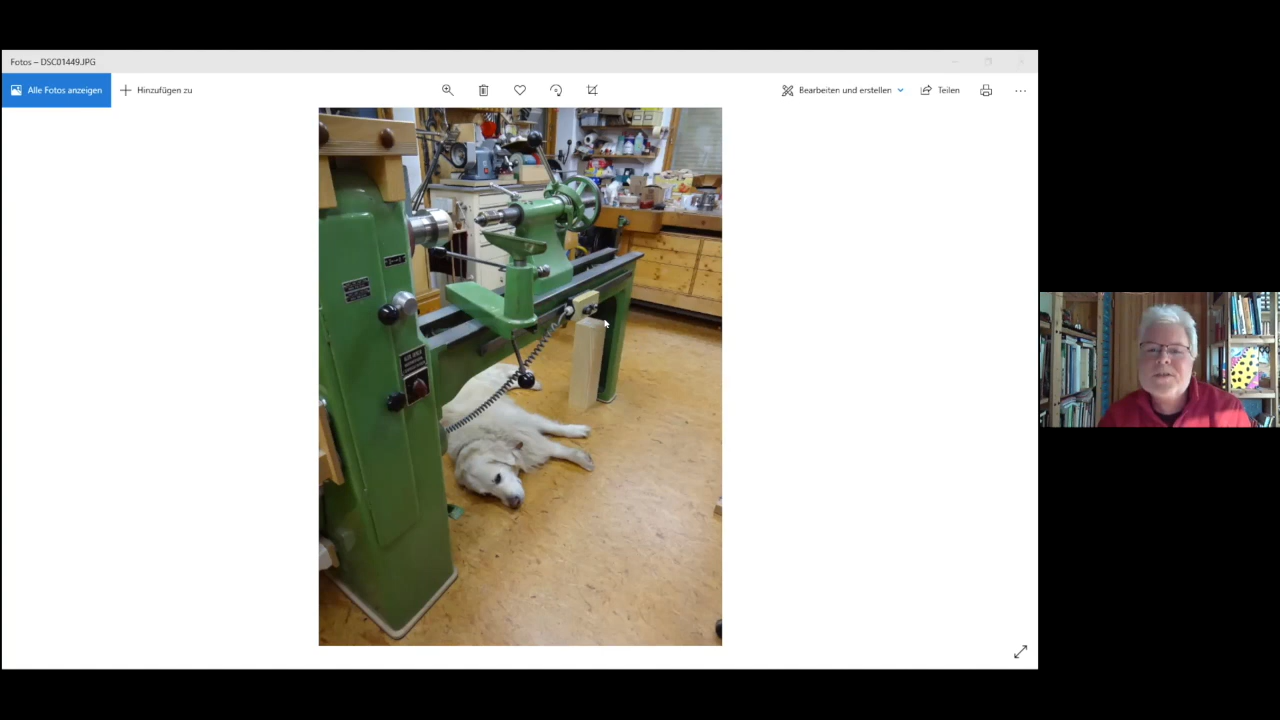 Fotos – DSC01449.JPG
Alle Fotos anzeigen
Hinzufügen zu
Bearbeiten und erstellen
Teilen